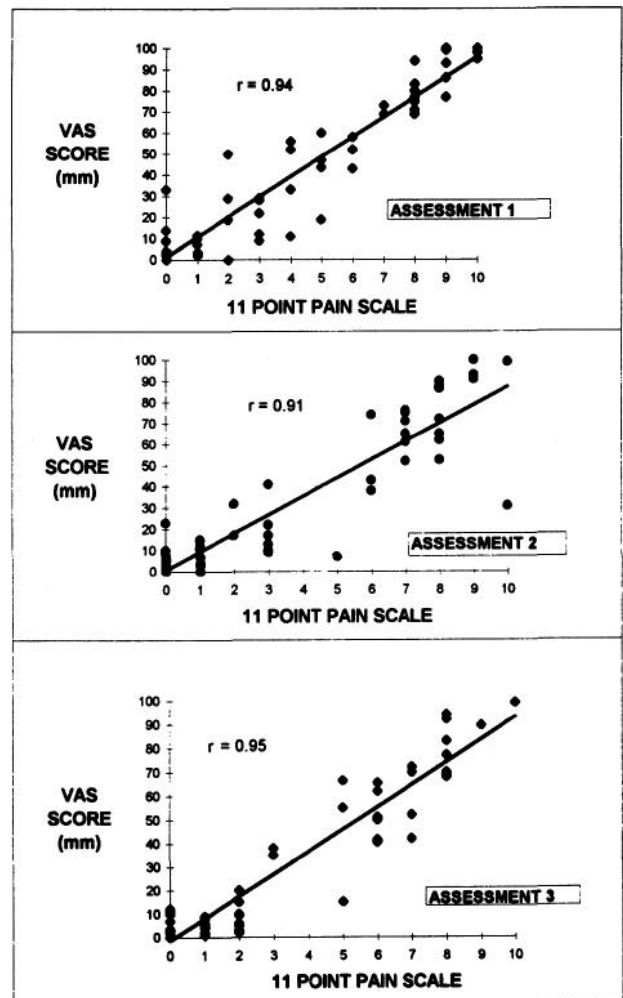 VAS
SCORE
(mm)
100
90
80
70
60
50
40
30
20
10
0
r = 0.94
ASSESSMENT 1
0 1 2 3 4 5 6 7 8 9 10
11 POINT PAIN SCALE
VAS
SCORE
(mm)
100
90
80
70
60
50
40
30
20
10
0
r = 0.91
ASSESSMENT 2
0 1 2 3 4 5 6 7 8 9 10
11 POINT PAIN SCALE
VAS
SCORE
(mm)
100
90
80
70
60
50
40
30
20
10
0
r = 0.95
ASSESSMENT 3
0 1 2 3 4 5 6 7 8 9 10
11 POINT PAIN SCALE